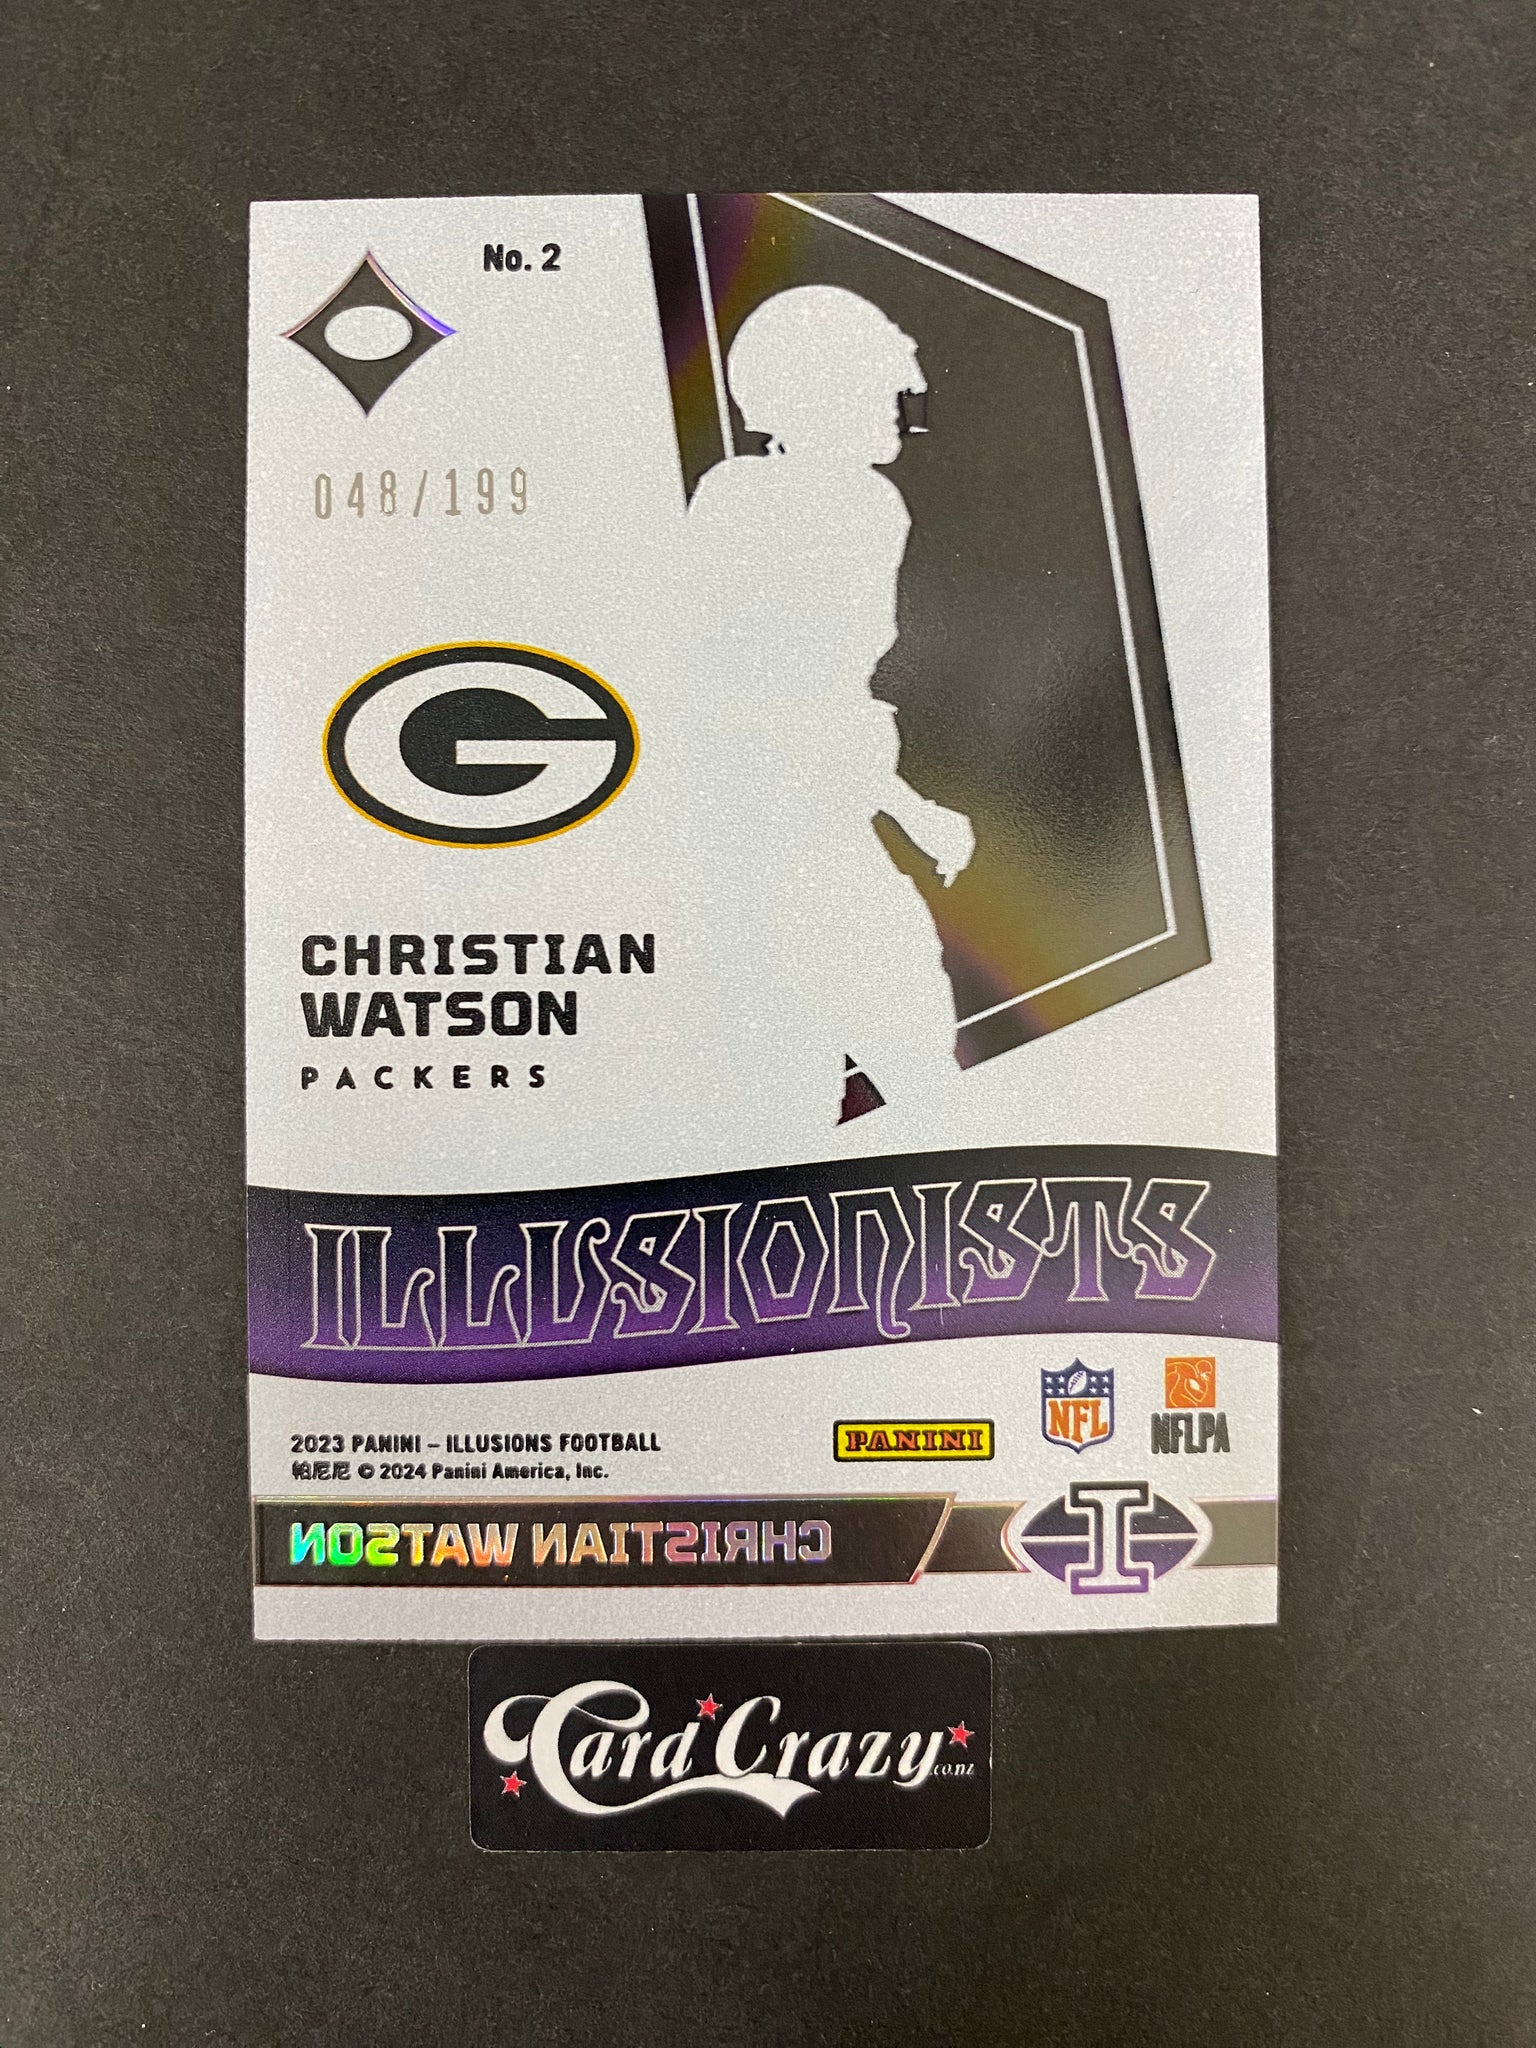 No. 2
048/199
G
CHRISTIAN
WATSON
PACKERS
ILLUSIONISTS
2023 PANINI – ILLUSIONS FOOTBALL
帕尼尼 © 2024 Panini America, Inc.
PANINI
NFL
NFLPA
CHRISTIAN WATSON
I
Card Crazy.co.nz